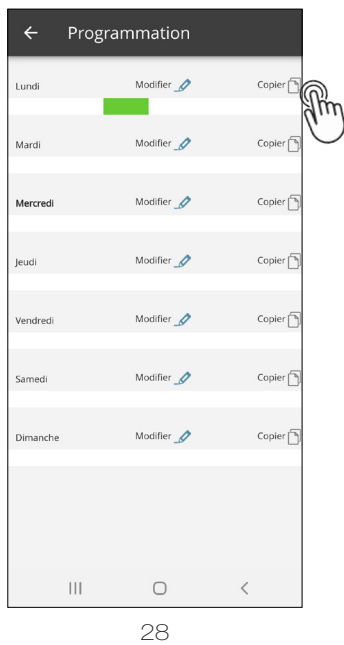 Programmation
Lundi Modifier Copier
Mardi Modifier Copier
Mercredi Modifier Copier
Jeudi Modifier Copier
Vendredi Modifier Copier
Samedi Modifier Copier
Dimanche Modifier Copier
28